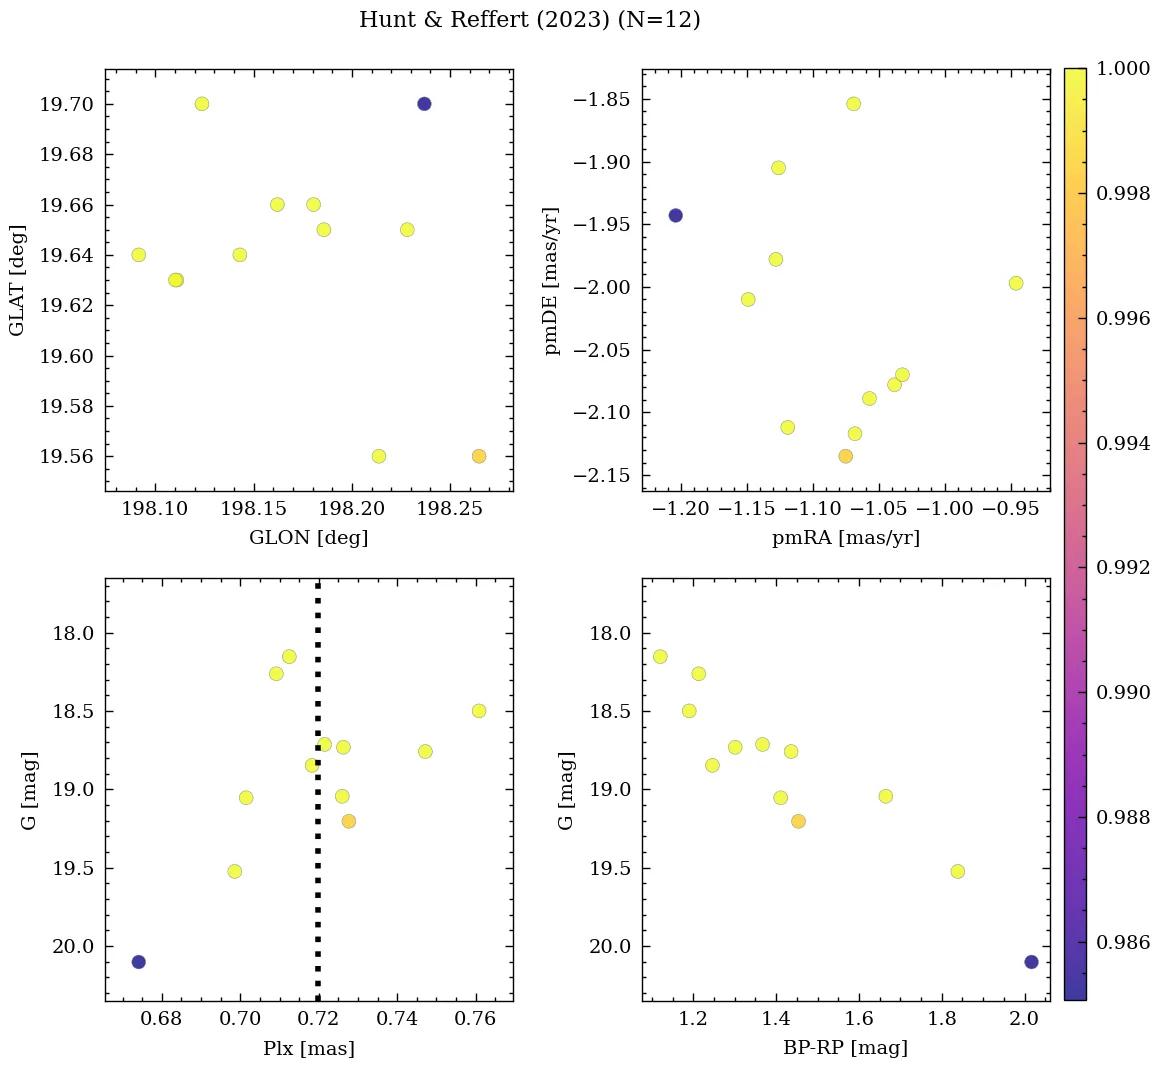 Hunt & Reffert (2023) (N=12)
19.70
19.68
19.66
19.64
19.62
19.60
19.58
19.56
GLAT [deg]
198.10 198.15 198.20 198.25
GLON [deg]
−1.85
−1.90
−1.95
−2.00
−2.05
−2.10
−2.15
pmDE [mas/yr]
−1.20 −1.15 −1.10 −1.05 −1.00 −0.95
pmRA [mas/yr]
18.0
18.5
19.0
19.5
20.0
G [mag]
0.68 0.70 0.72 0.74 0.76
Plx [mas]
18.0
18.5
19.0
19.5
20.0
G [mag]
1.2 1.4 1.6 1.8 2.0
BP-RP [mag]
1.000
0.998
0.996
0.994
0.992
0.990
0.988
0.986